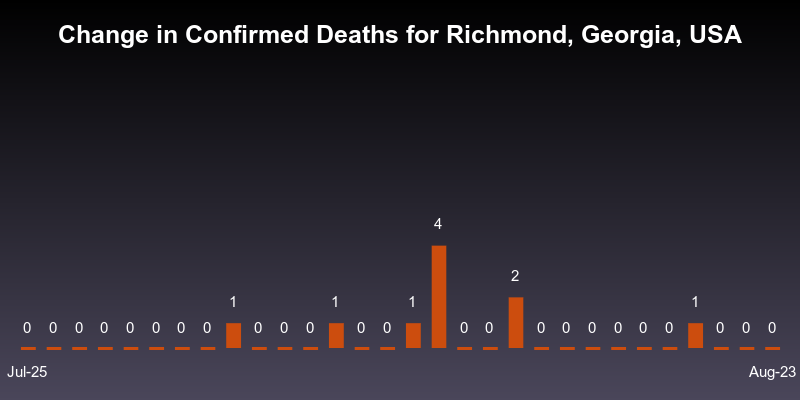 Change in Confirmed Deaths for Richmond, Georgia, USA
4
2
1 1 1 1
0 0 0 0 0 0 0 0 0 0 0 0 0 0 0 0 0 0 0 0 0 0 0 0
Jul-25 Aug-23